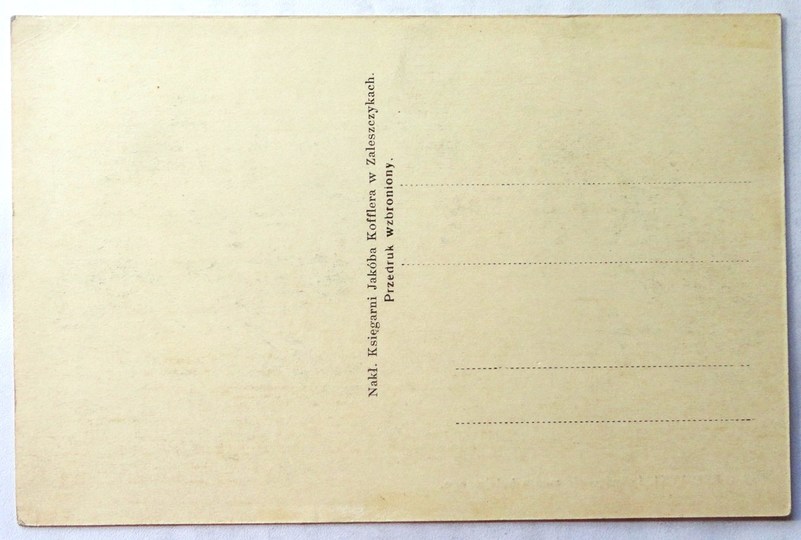 Nakł. Księgarni Jakóba Kofflera w Zaleszczykach.
Przedruk wzbroniony.